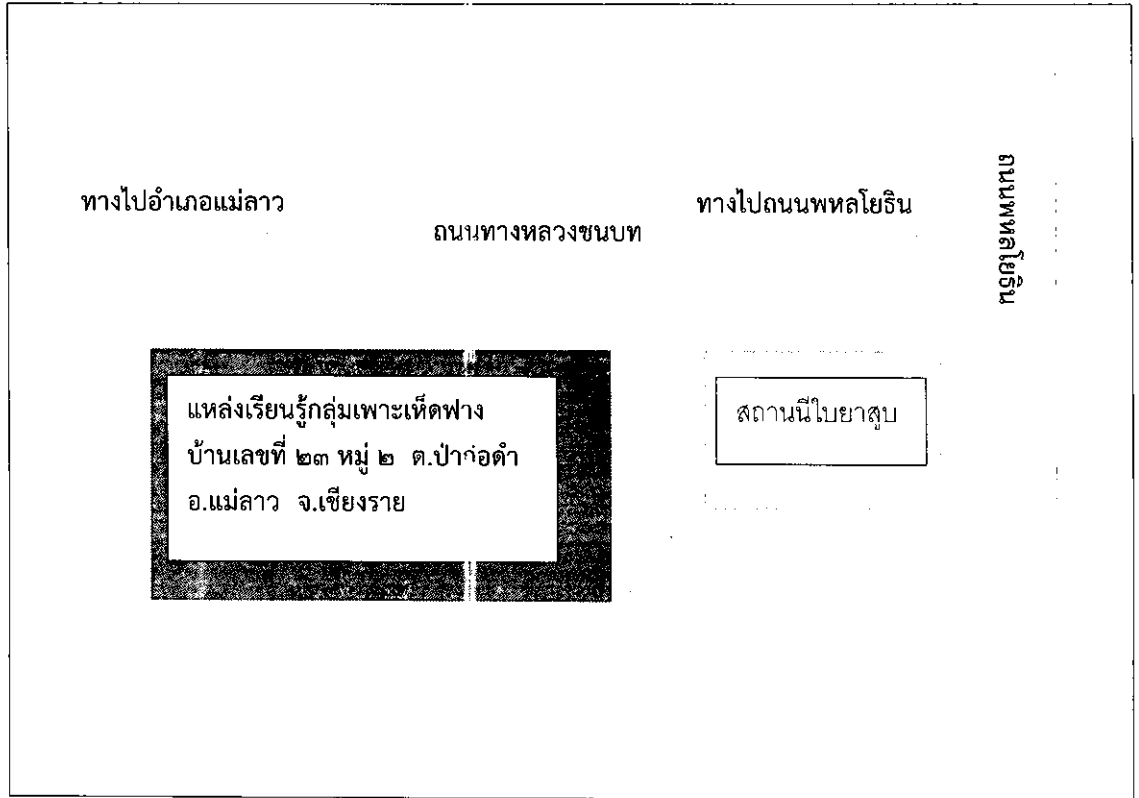 ทางไปอำเภอแม่ลาว
ถนนทางหลวงชนบท
ทางไปถนนพหลโยธิน
ถนนพหลโยธิน
แหล่งเรียนรู้กลุ่มเพาะเห็ดฟาง
บ้านเลขที่ ๒๓ หมู่ ๒ ต.ป่าก่อดำ
อ.แม่ลาว จ.เชียงราย
สถานนีใบยาสูบ